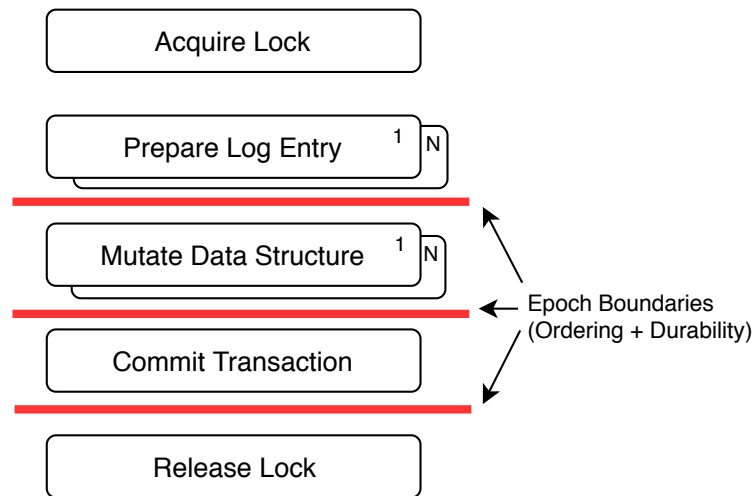 Acquire Lock
Prepare Log Entry
1
N
Mutate Data Structure
1
N
Epoch Boundaries
(Ordering + Durability)
Commit Transaction
Release Lock